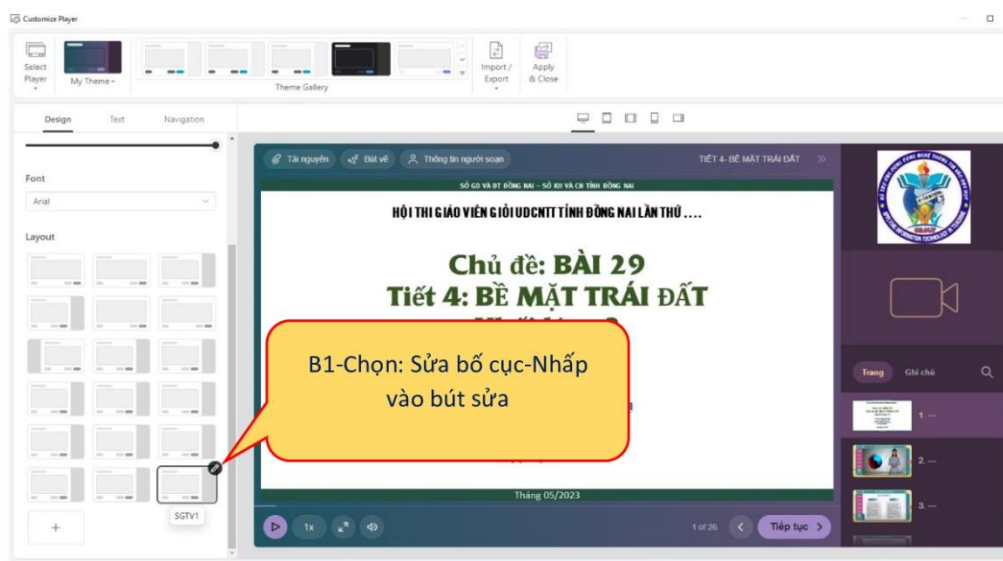 Customize Player
Select
Player
My Theme
Theme Gallery
Import /
Export
Apply
& Close
Design Text Navigation
Font
Arial
Layout
SGTV1
Tài nguyên Bút vẽ Thông tin người soạn TIẾT 4- BỀ MẶT TRÁI ĐẤT
SỞ GD VÀ ĐT ĐỒNG NAI – SỞ KH VÀ CN TỈNH ĐỒNG NAI
HỘI THI GIÁO VIÊN GIỎI UDCNTT TỈNH ĐỒNG NAI LẦN THỨ ....
Chủ đề: BÀI 29
Tiết 4: BỀ MẶT TRÁI ĐẤT
B1-Chọn: Sửa bố cục-Nhấp
vào bút sửa
Tháng 05/2023
1x
1 of 26
Tiếp tục
Trang Ghi chú
1. ---
2. ---
3. ---